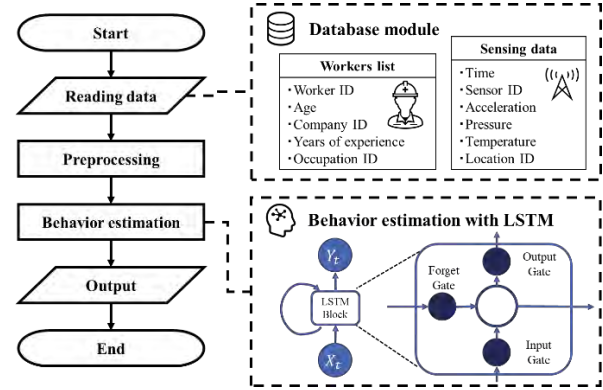 Start
Reading data
Preprocessing
Behavior estimation
Output
End
Database module
Workers list
・Worker ID
・Age
・Company ID
・Years of experience
・Occupation ID
Sensing data
・Time
・Sensor ID
・Acceleration
・Pressure
・Temperature
・Location ID
Behavior estimation with LSTM
Yt
LSTM
Block
Xt
Forget
Gate
Output
Gate
Input
Gate